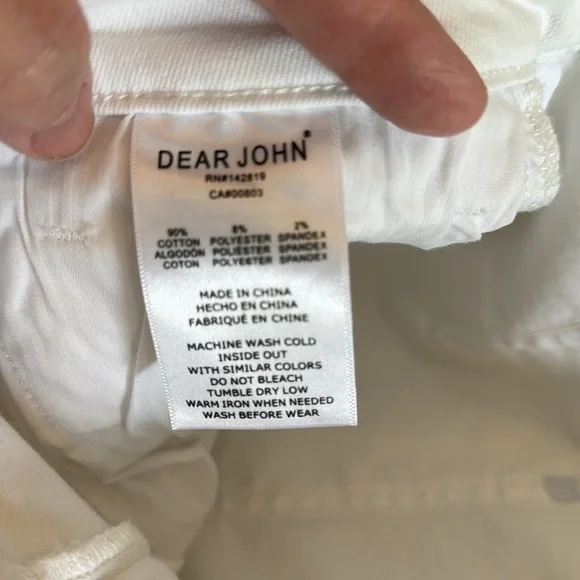 DEAR JOHN®
RN#142819
CA#00803
90% 8% 2%
COTTON POLYESTER SPANDEX
ALGODÓN POLIÉSTER SPANDEX
COTON POLYESTER SPANDEX
MADE IN CHINA
HECHO EN CHINA
FABRIQUÉ EN CHINE
MACHINE WASH COLD
INSIDE OUT
WITH SIMILAR COLORS
DO NOT BLEACH
TUMBLE DRY LOW
WARM IRON WHEN NEEDED
WASH BEFORE WEAR